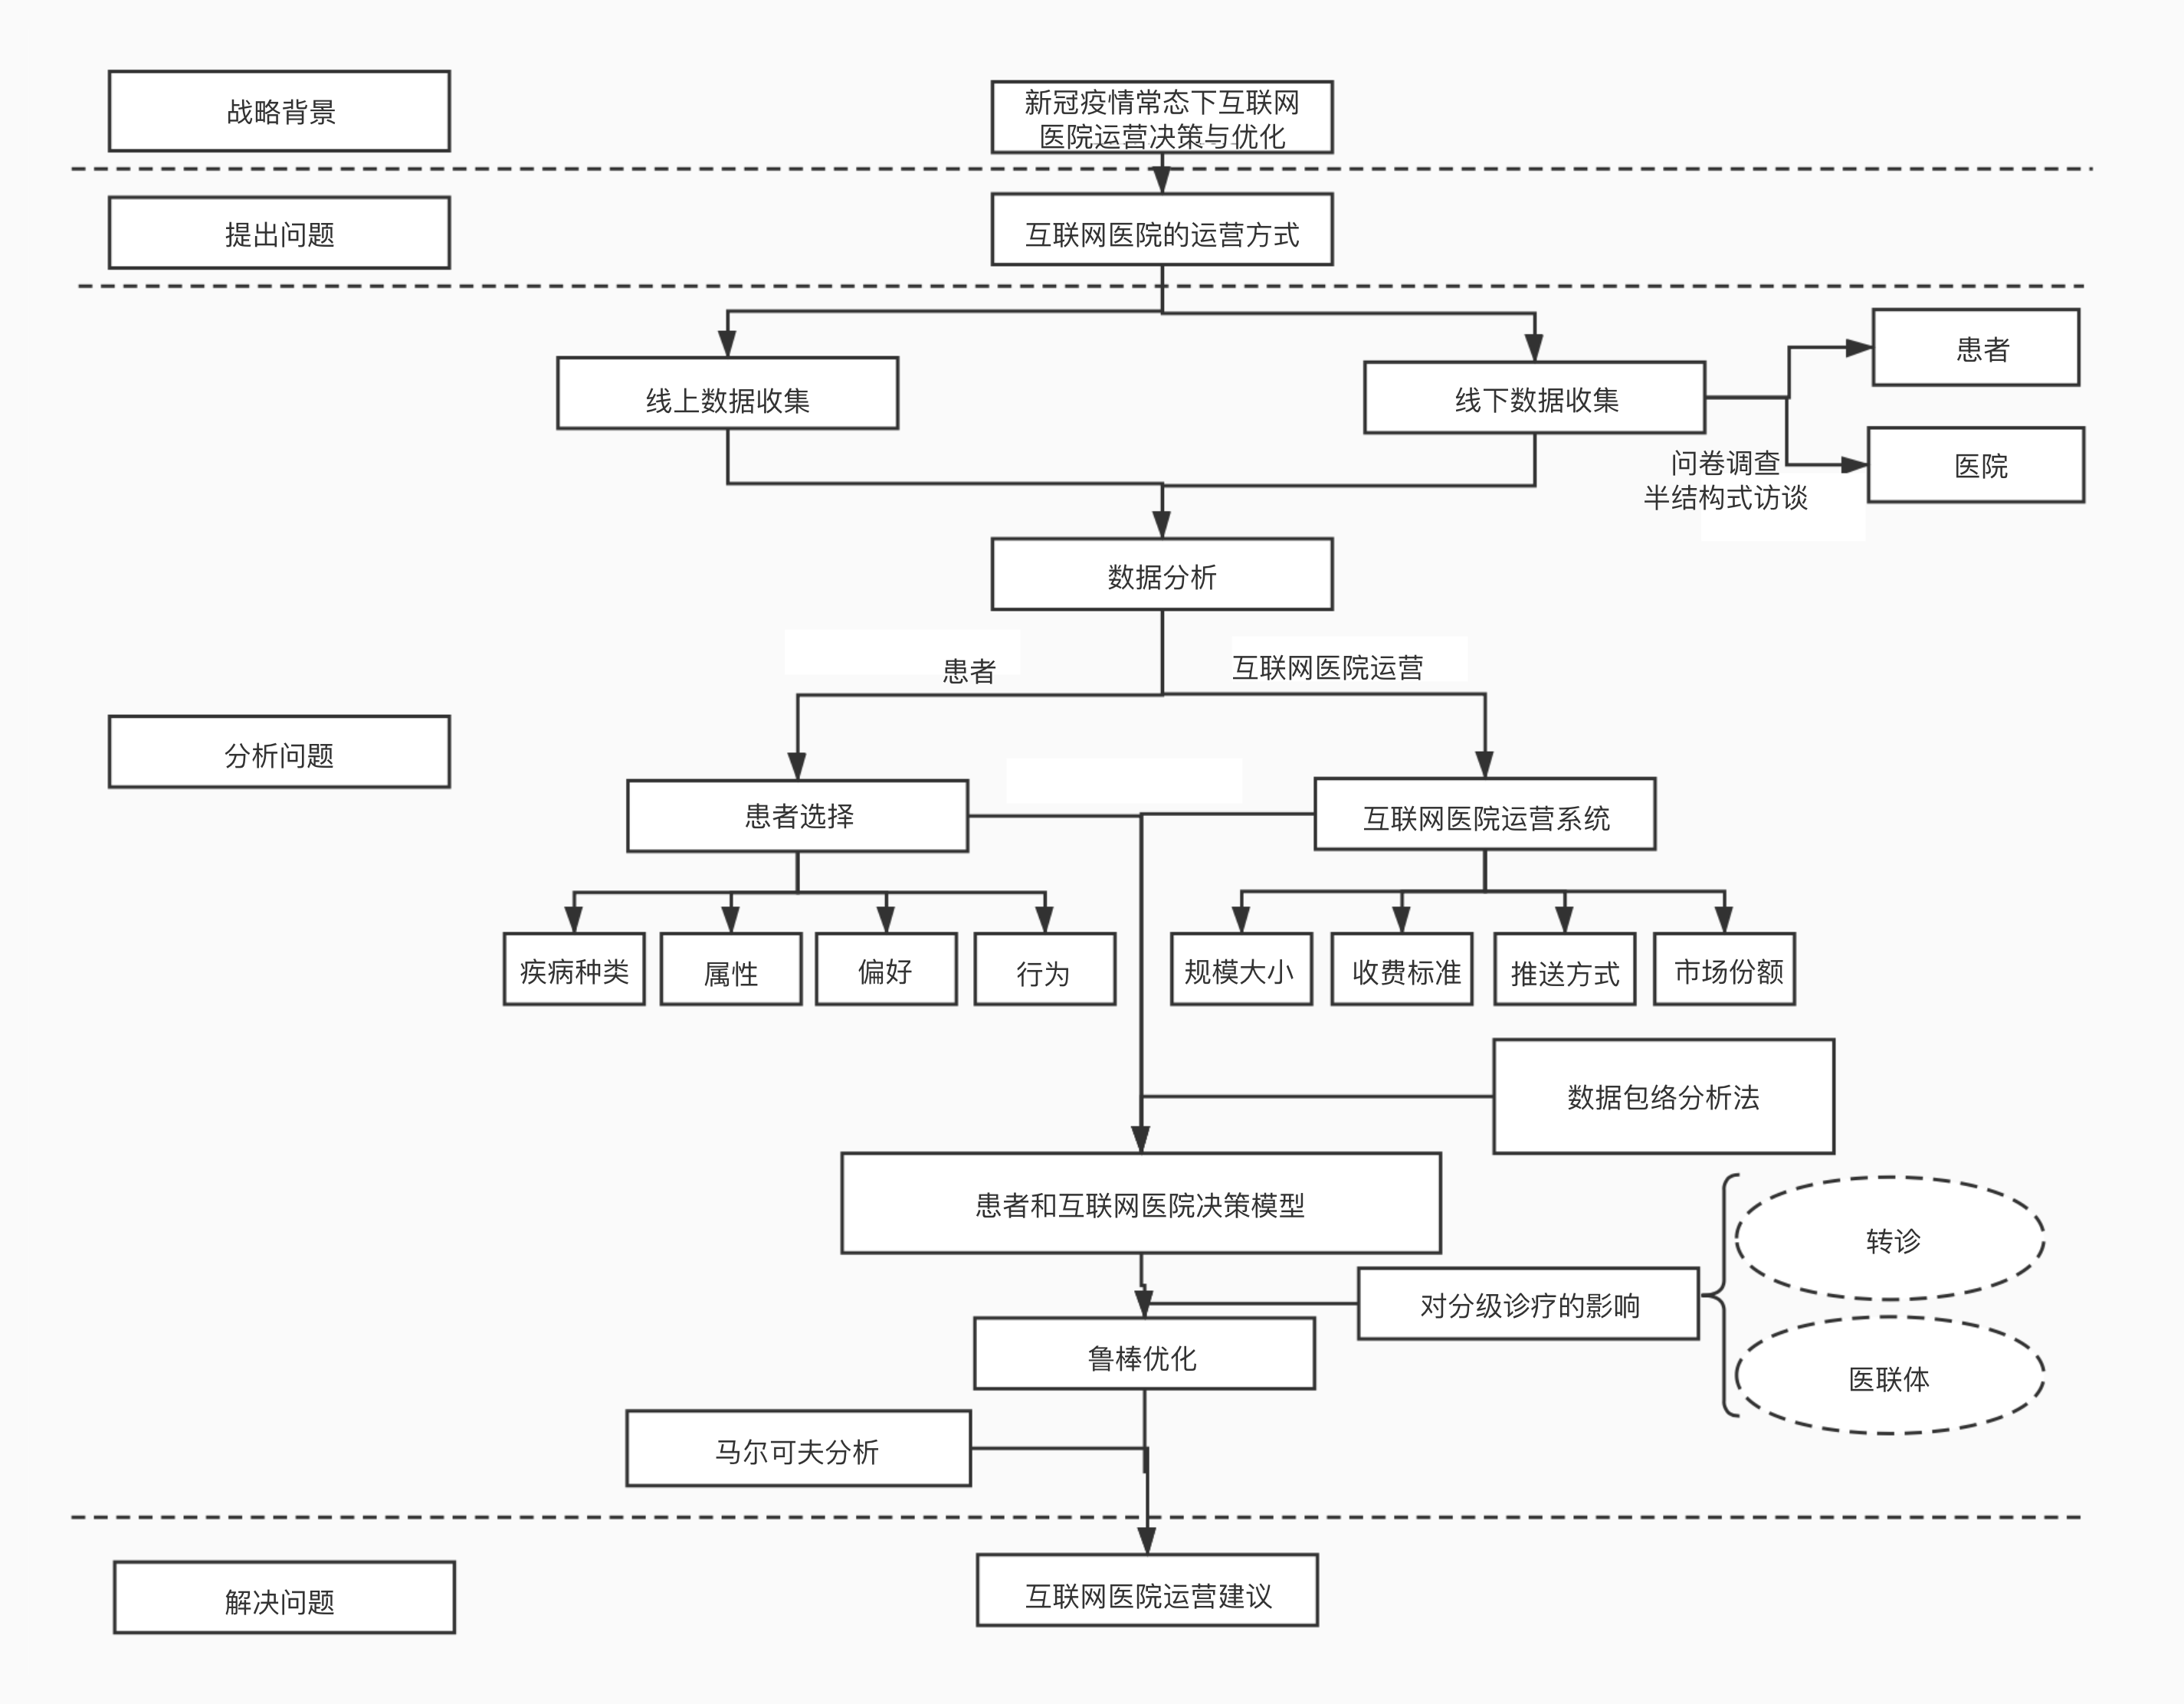 战略背景
新冠疫情常态下互联网
医院运营决策与优化
提出问题
互联网医院的运营方式
线上数据收集
线下数据收集
患者
医院
问卷调查
半结构式访谈
数据分析
患者
互联网医院运营
分析问题
患者选择
互联网医院运营系统
疾病种类
属性
偏好
行为
规模大小
收费标准
推送方式
市场份额
数据包络分析法
患者和互联网医院决策模型
转诊
对分级诊疗的影响
鲁棒优化
医联体
马尔可夫分析
解决问题
互联网医院运营建议